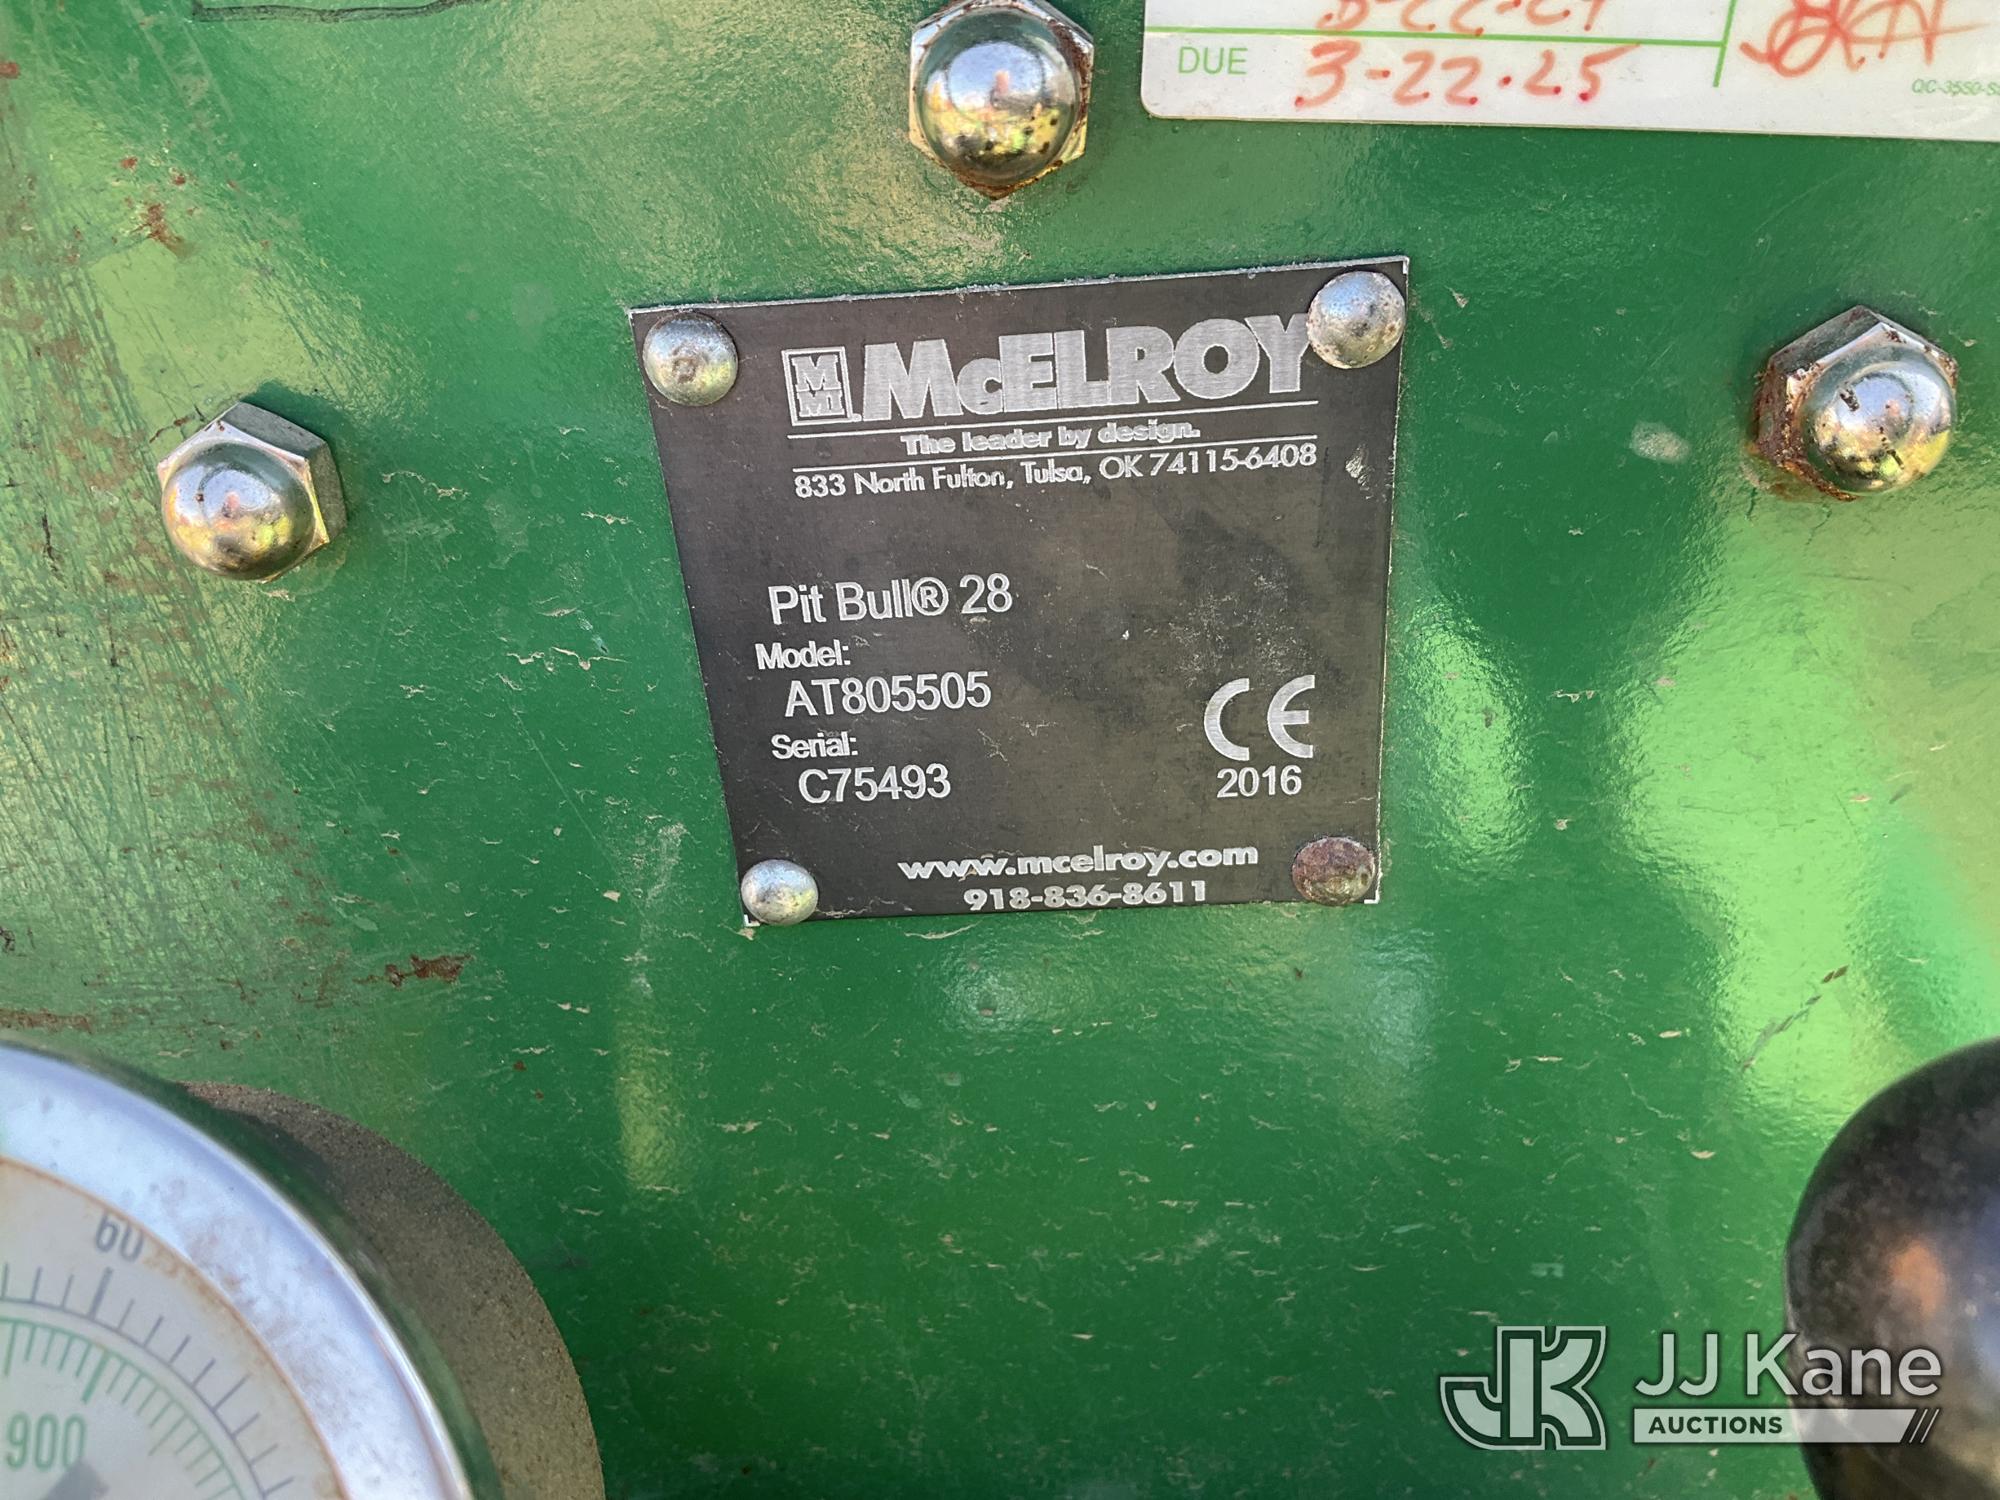 DUE 3-22-25
McELROY
The leader by design.
833 North Fulton, Tulsa, OK 74115-6408
Pit Bull® 28
Model:
AT805505
Serial:
C75493
CE
2016
www.mcelroy.com
918-836-8611
60
900
JK JJ Kane
AUCTIONS